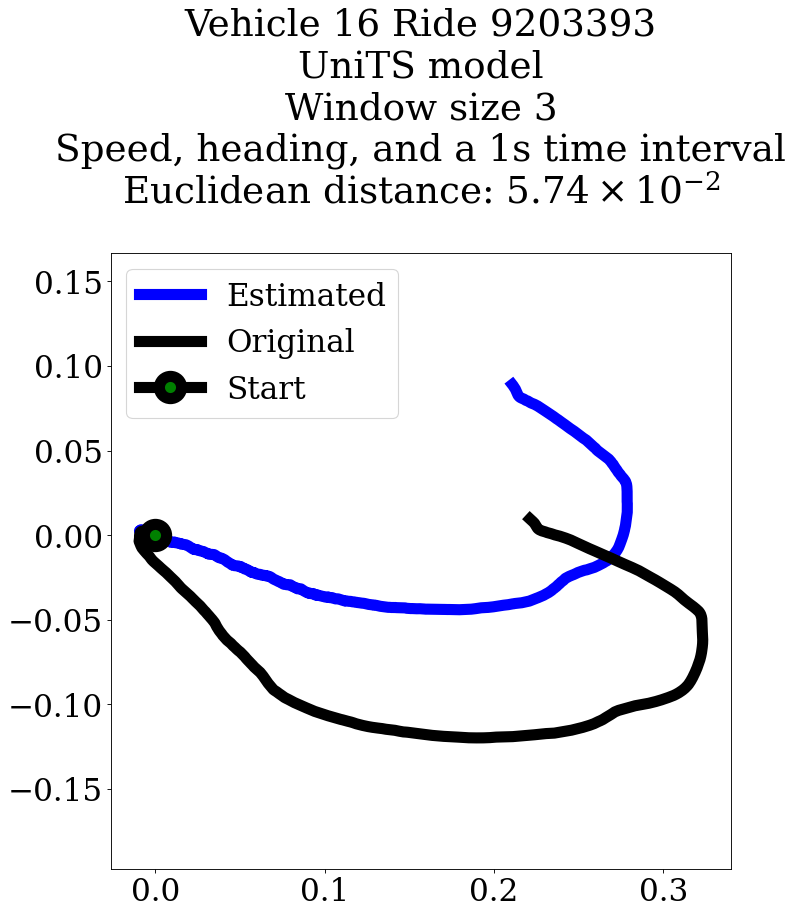 Vehicle 16 Ride 9203393
UniTS model
Window size 3
Speed, heading, and a 1s time interval
Euclidean distance: 5.74 × 10⁻²
Estimated
Original
Start
0.15
0.10
0.05
0.00
−0.05
−0.10
−0.15
0.0 0.1 0.2 0.3